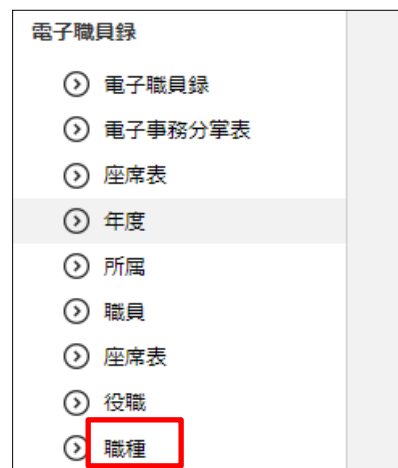 電子職員録
電子職員録
電子事務分掌表
座席表
年度
所属
職員
座席表
役職
職種